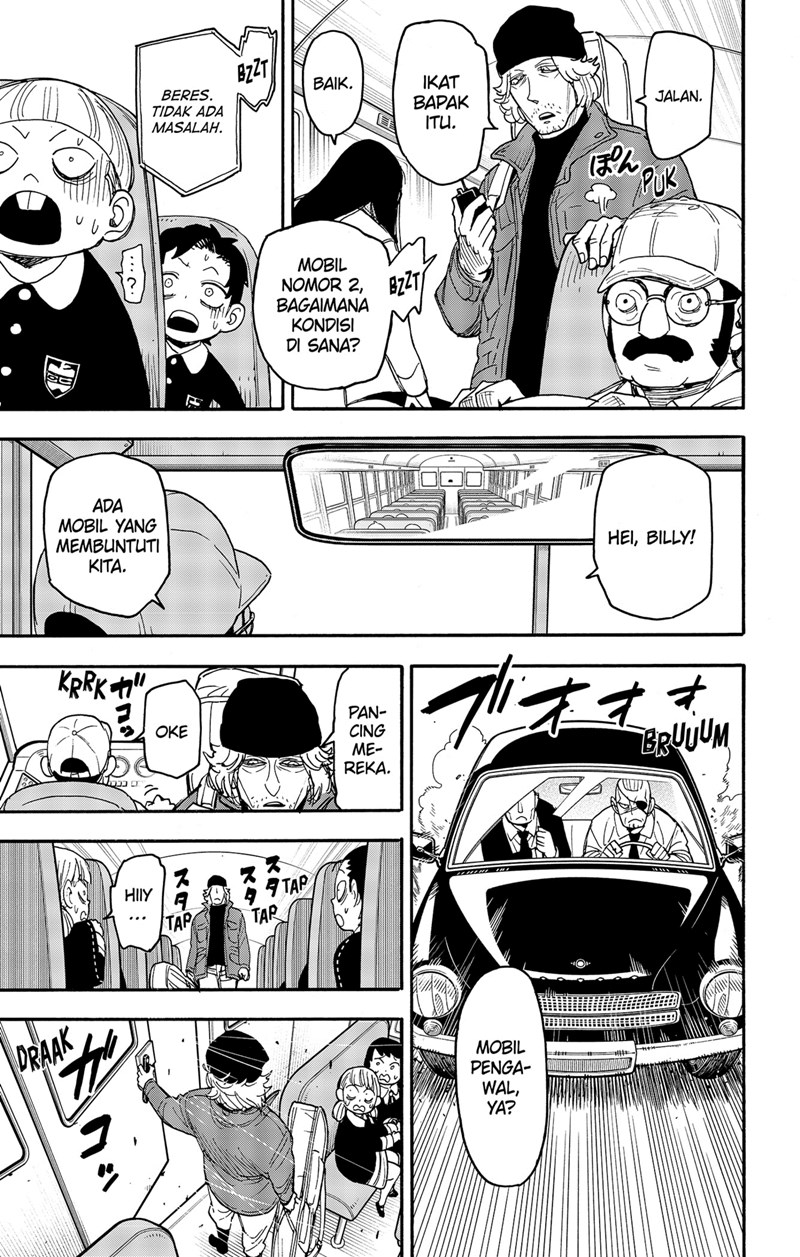 JALAN.
ぽん
PUK
IKAT
BAPAK
ITU.
BAIK.
MOBIL
NOMOR 2,
BAGAIMANA
KONDISI
DI SANA?
BZZT
BZZT
BERES.
TIDAK ADA
MASALAH.
...
?
HEI, BILLY!
ADA
MOBIL YANG
MEMBUNTUTI
KITA.
ブオオオ
BRUUUM
MOBIL
PENGA-
WAL,
YA?
PAN-
CING
ME-
REKA.
OKE
ガコッ
KRRK
スタ
TAP
スタ
TAP
HIIY
...
ガコッ
DRAAK